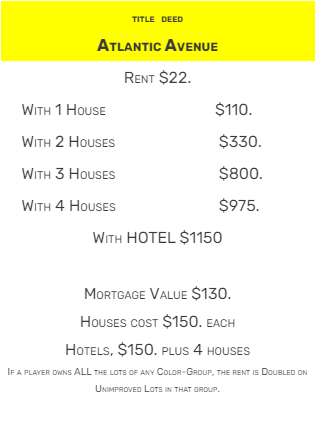 TITLE DEED
ATLANTIC AVENUE
RENT $22.
WITH 1 HOUSE $110.
WITH 2 HOUSES $330.
WITH 3 HOUSES $800.
WITH 4 HOUSES $975.
WITH HOTEL $1150
MORTGAGE VALUE $130.
HOUSES COST $150. EACH
HOTELS, $150. PLUS 4 HOUSES
IF A PLAYER OWNS ALL THE LOTS OF ANY COLOR-GROUP, THE RENT IS DOUBLED ON
UNIMPROVED LOTS IN THAT GROUP.